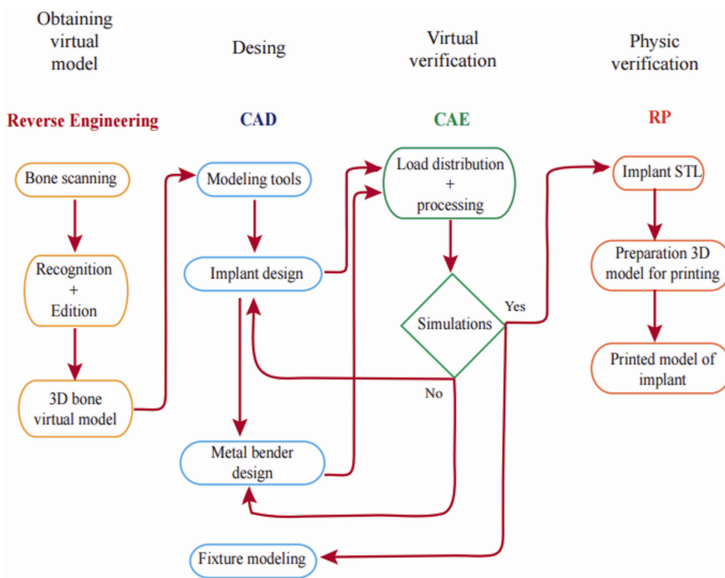 Obtaining
virtual
model
Desing
Virtual
verification
Physic
verification
Reverse Engineering
CAD
CAE
RP
Bone scanning
Recognition
+
Edition
3D bone
virtual model
Modeling tools
Implant design
Metal bender
design
Fixture modeling
Load distribution
+
processing
Simulations
Yes
No
Implant STL
Preparation 3D
model for printing
Printed model of
implant